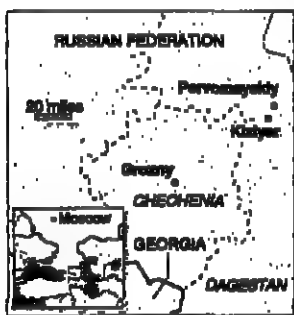 RUSSIAN FEDERATION
Pervomayskiy
20 miles
Kizlyar
Grozny
CHECHENIA
Moscow
GEORGIA
DAGESTAN